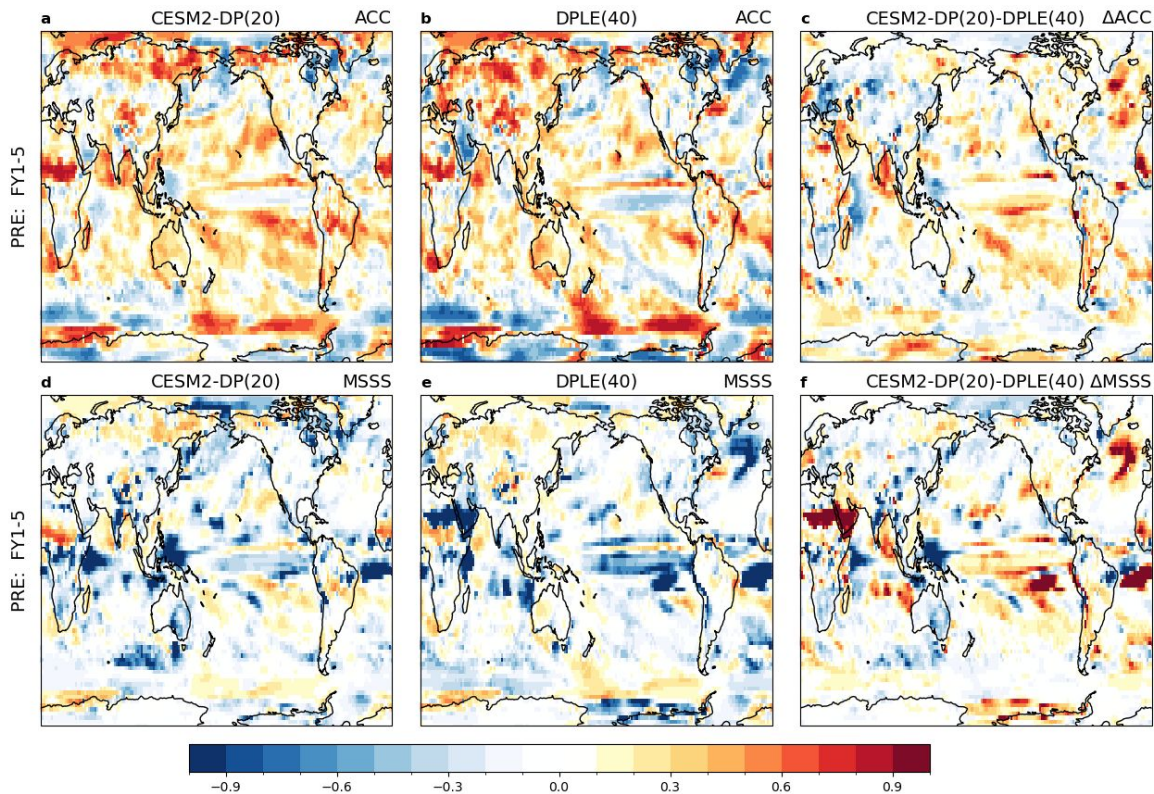 a CESM2-DP(20) ACC
b DPLE(40) ACC
c CESM2-DP(20)-DPLE(40) ΔACC
PRE: FY1-5
d CESM2-DP(20) MSSS
e DPLE(40) MSSS
f CESM2-DP(20)-DPLE(40) ΔMSSS
PRE: FY1-5
−0.9 −0.6 −0.3 0.0 0.3 0.6 0.9